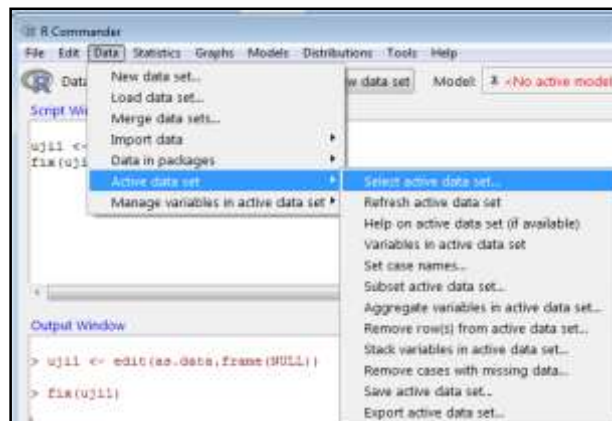 R Commander
File Edit Data Statistics Graphs Models Distributions Tools Help
Data New data set... w data set Model: <No active model
Load data set...
Script Wi
Merge data sets...
Import data
Data in packages
ujil <-
fix(uji
Active data set
Manage variables in active data set
Select active data set...
Refresh active data set
Help on active data set (if available)
Variables in active data set
Set case names...
Subset active data set...
Aggregate variables in active data set...
Remove row(s) from active data set...
Stack variables in active data set...
Remove cases with missing data...
Save active data set...
Export active data set...
Output Window
> ujil <- edit(as.data.frame(NULL))
> fix(ujil)